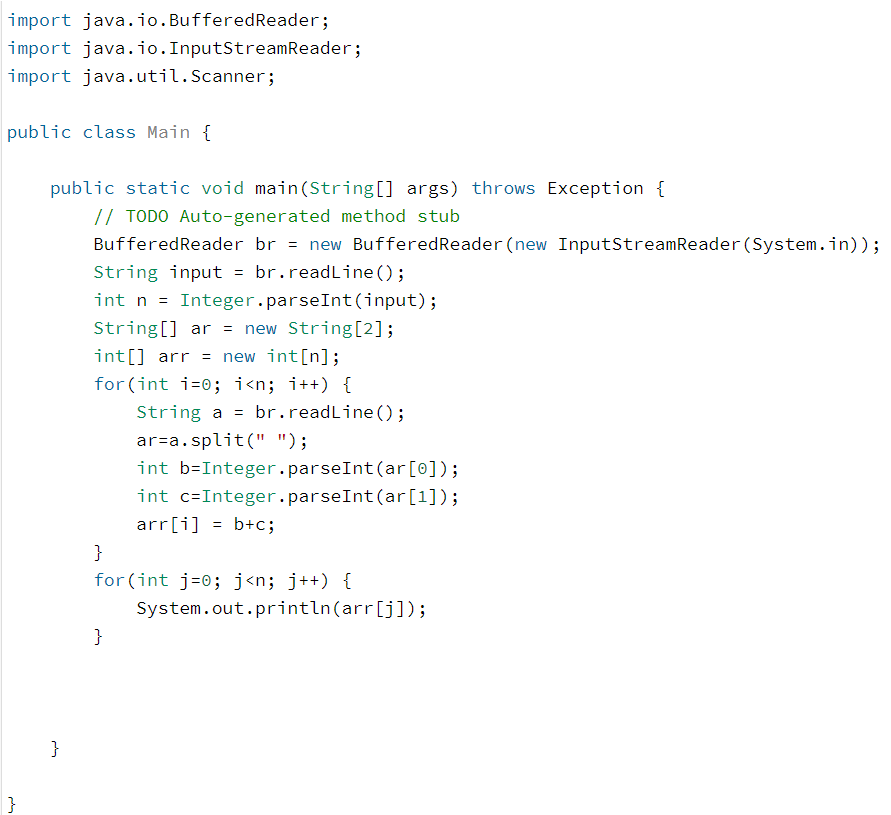 import java.io.BufferedReader;
import java.io.InputStreamReader;
import java.util.Scanner;

public class Main {

    public static void main(String[] args) throws Exception {
        // TODO Auto-generated method stub
        BufferedReader br = new BufferedReader(new InputStreamReader(System.in));
        String input = br.readLine();
        int n = Integer.parseInt(input);
        String[] ar = new String[2];
        int[] arr = new int[n];
        for(int i=0; i<n; i++) {
            String a = br.readLine();
            ar=a.split(" ");
            int b=Integer.parseInt(ar[0]);
            int c=Integer.parseInt(ar[1]);
            arr[i] = b+c;
        }
        for(int j=0; j<n; j++) {
            System.out.println(arr[j]);
        }

    }

}